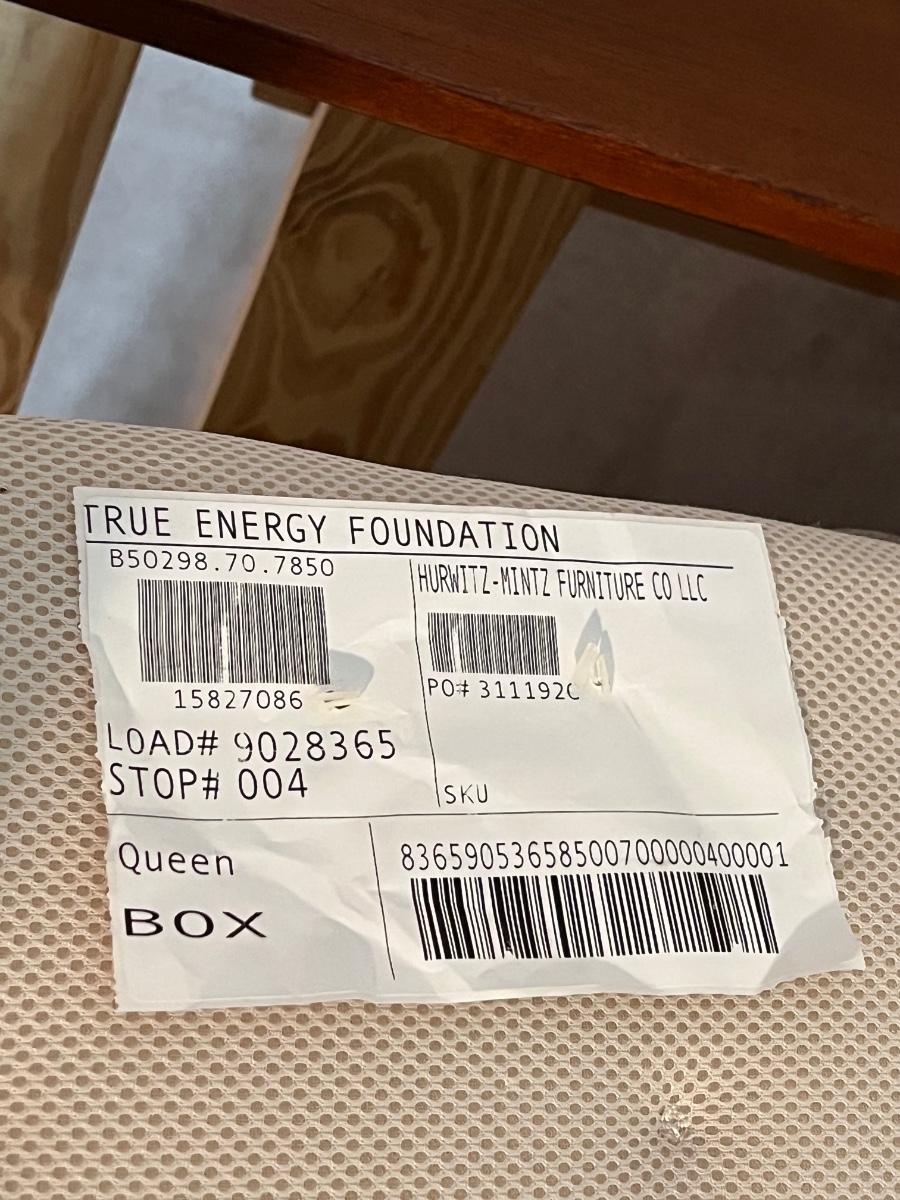 TRUE ENERGY FOUNDATION
B50298.70.7850
HURWITZ-MINTZ FURNITURE CO LLC
15827086
PO# 311192C
LOAD# 9028365
STOP# 004
SKU
Queen
BOX
83659053658500700000400001